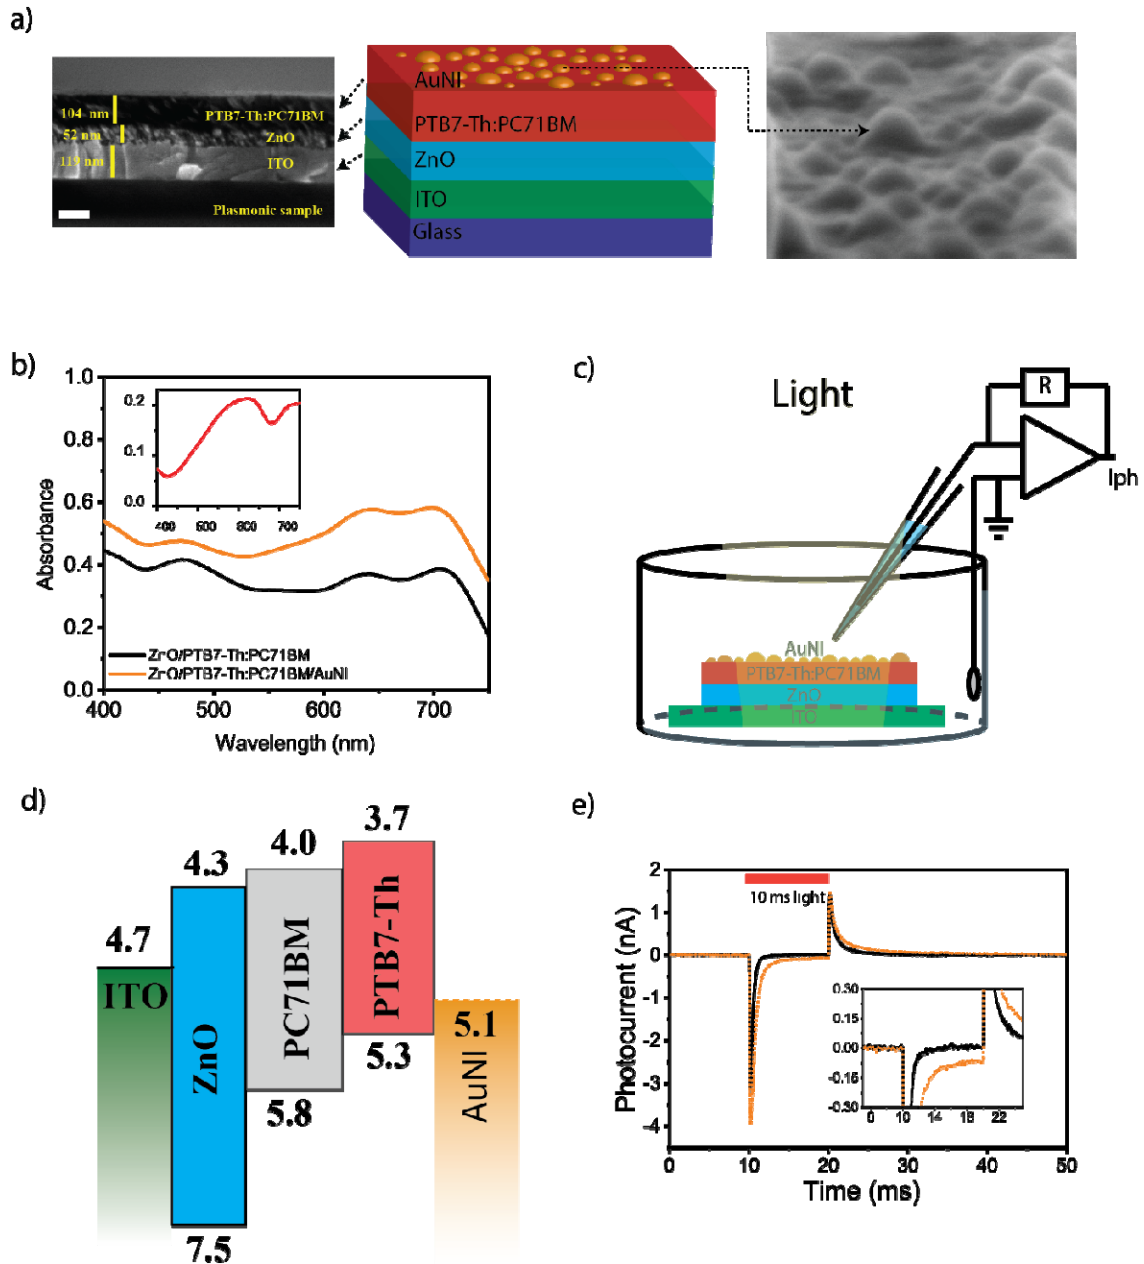 a)
104 nm
PTB7-Th:PC71BM
52 nm
ZnO
119 nm
ITO
Plasmonic sample
AuNI
PTB7-Th:PC71BM
ZnO
ITO
Glass
b)
Absorbance
1.0
0.8
0.6
0.4
0.2
0.0
400
500
600
700
Wavelength (nm)
0.2
0.1
0.0
400
500
600
700
ZnO/PTB7-Th:PC71BM
ZnO/PTB7-Th:PC71BM/AuNI
c)
Light
R
Iph
AuNI
PTB7-Th:PC71BM
ZnO
ITO
d)
4.7
ITO
4.3
ZnO
7.5
4.0
PC71BM
5.8
3.7
PTB7-Th
5.3
5.1
AuNI
e)
Photocurrent (nA)
2
1
0
-1
-2
-3
-4
0
10
20
30
40
50
Time (ms)
10 ms light
0.30
0.15
0.00
-0.15
-0.30
10
14
18
22